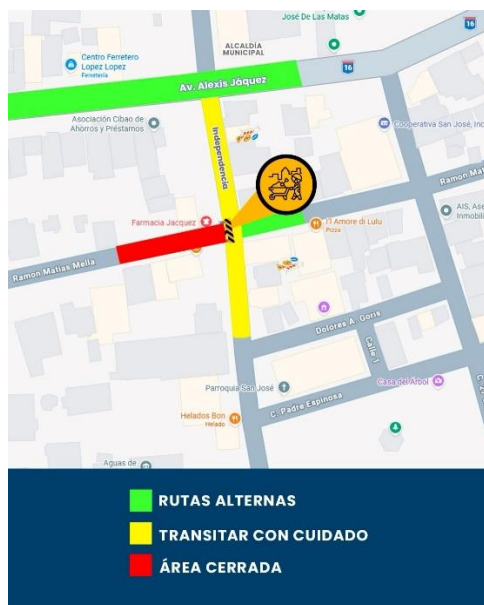 José De Las Matas
16
ALCALDÍA
MUNICIPAL
Centro Ferretero
Lopez Lopez
Ferretería
16
Av. Alexis Jáquez
Asociación Cibao de
Ahorros y Préstamos
Independencia
Cooperativa San José, Inc
Ramon Mat
Farmacia Jacquez
l'l Amore di Lulu
Pizza
AIS, Ase
Inmobili
Ramon Matias Mella
Dolores A. Goris
Calle 1
Parroquia San José
Casa del Árbol
C. Padre Espinosa
Helados Bon
Helado
Aguas de
RUTAS ALTERNAS
TRANSITAR CON CUIDADO
ÁREA CERRADA